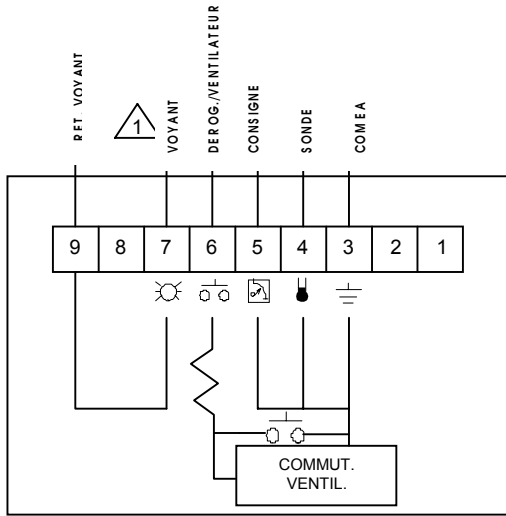 RET VOYANT
1
VOYANT
DEROG./VENTILATEUR
CONSIGNE
SONDE
COM EA
9 8 7 6 5 4 3 2 1
COMMUT.
VENTIL.